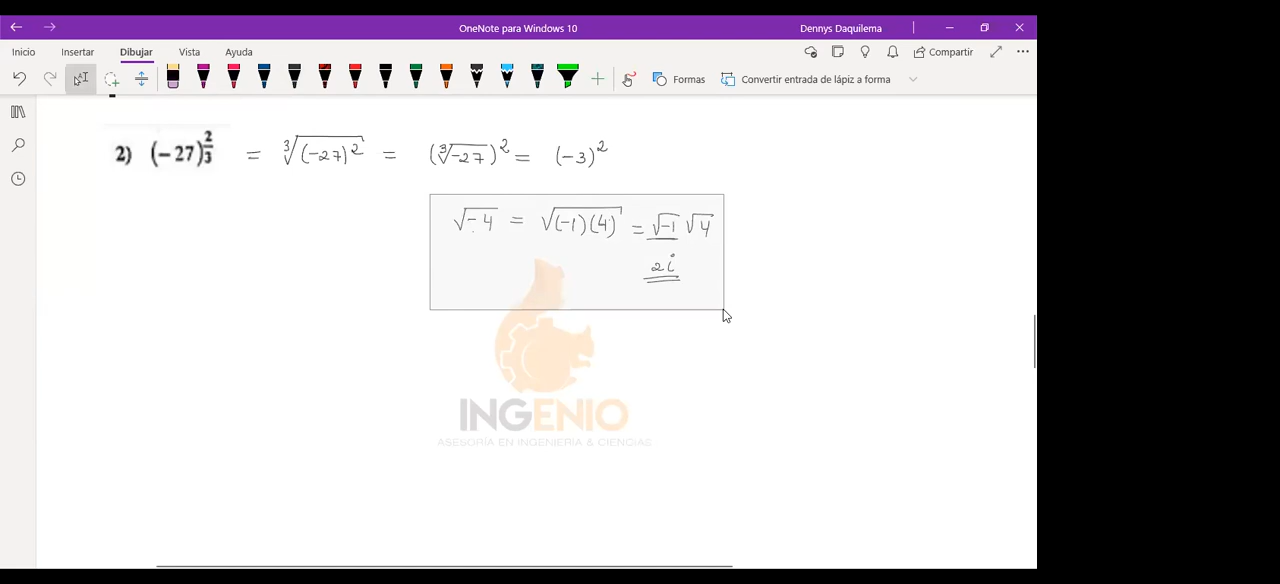 OneNote para Windows 10
Dennys Daquilema
Inicio
Insertar
Dibujar
Vista
Ayuda
Compartir
Formas
Convertir entrada de lápiz a forma
2) (-27)^(2/3) = ∛((-27)²) = (∛-27)² = (-3)²
√-4 = √(-1)(4) = √-1 √4
2i
INGENIO
ASESORÍA EN INGENIERÍA & CIENCIAS